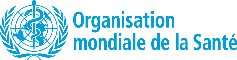 Organisation
mondiale de la Santé